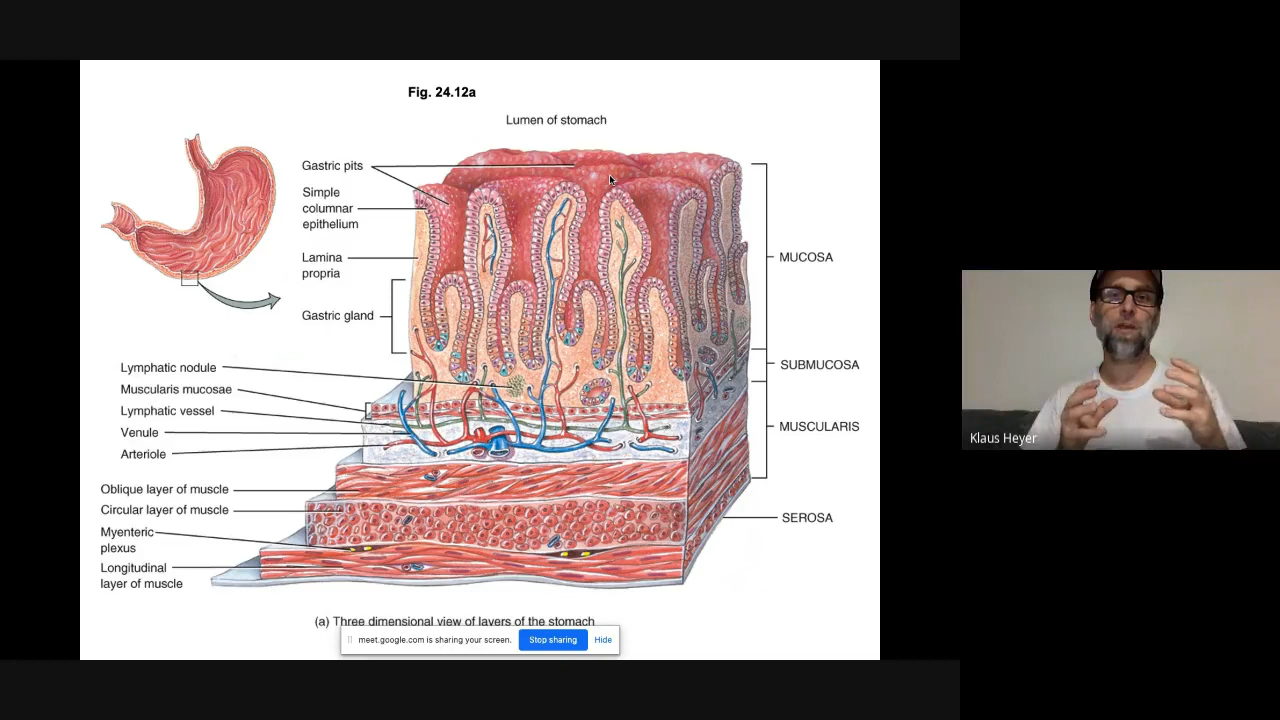 Fig. 24.12a
Lumen of stomach
Gastric pits
Simple
columnar
epithelium
Lamina
propria
Gastric gland
Lymphatic nodule
Muscularis mucosae
Lymphatic vessel
Venule
Arteriole
Oblique layer of muscle
Circular layer of muscle
Myenteric
plexus
Longitudinal
layer of muscle
MUCOSA
SUBMUCOSA
MUSCULARIS
SEROSA
(a) Three dimensional view of layers of the stomach
meet.google.com is sharing your screen.
Stop sharing
Hide
Klaus Heyer